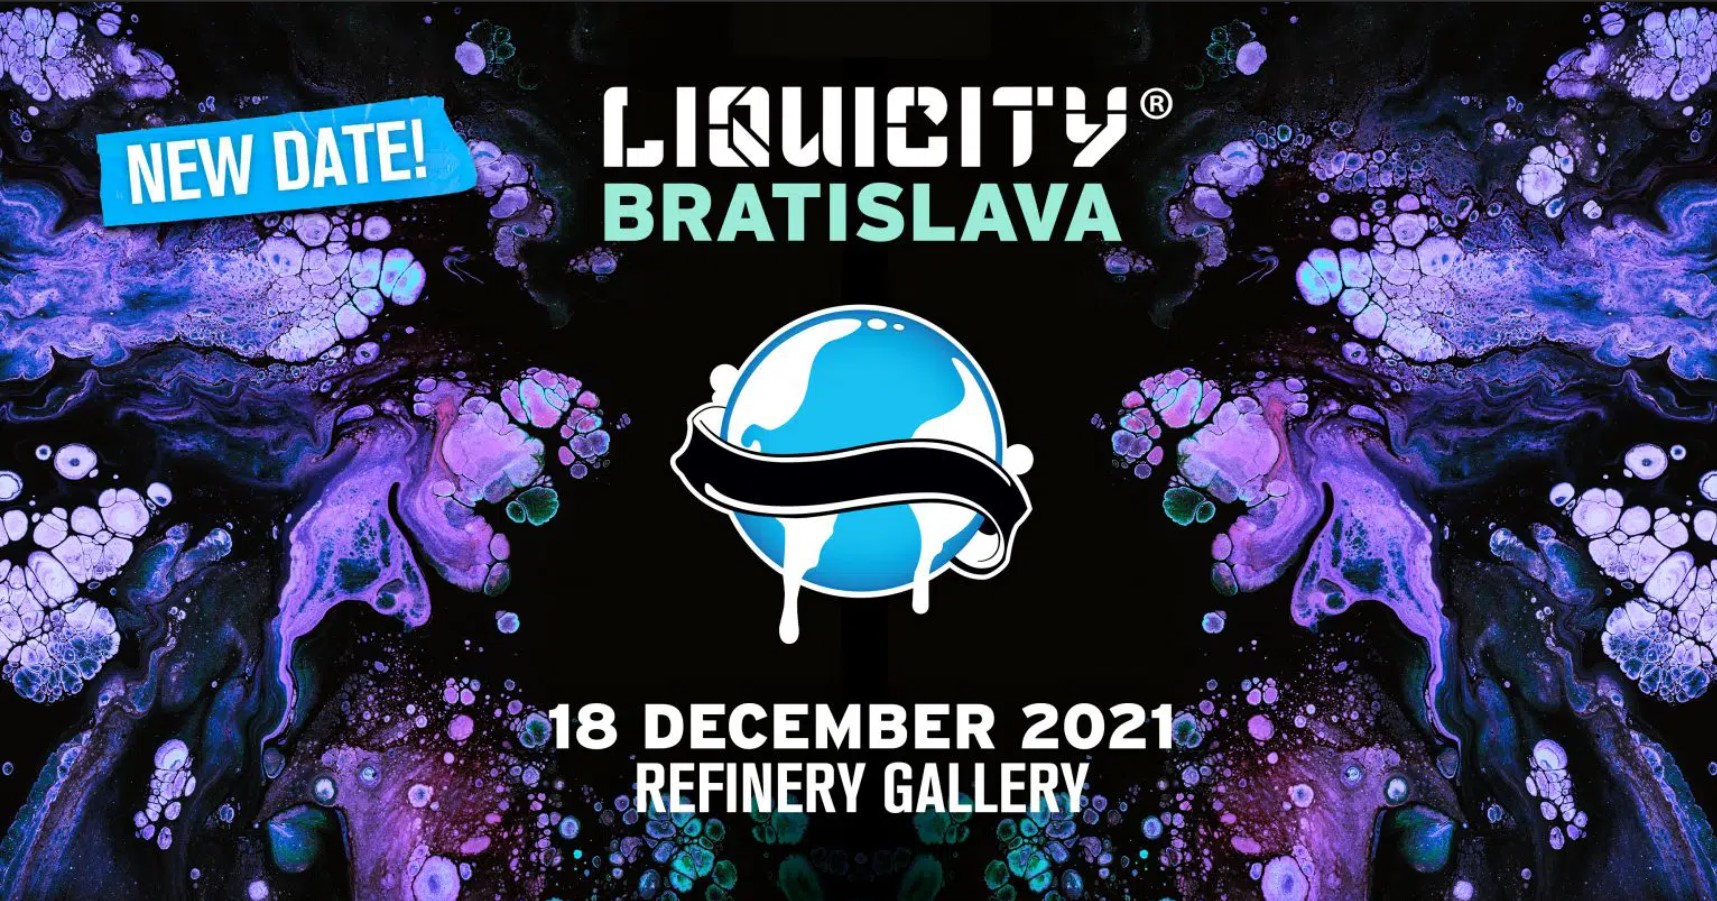 NEW DATE!
LIQUICITY®
BRATISLAVA
18 DECEMBER 2021
REFINERY GALLERY